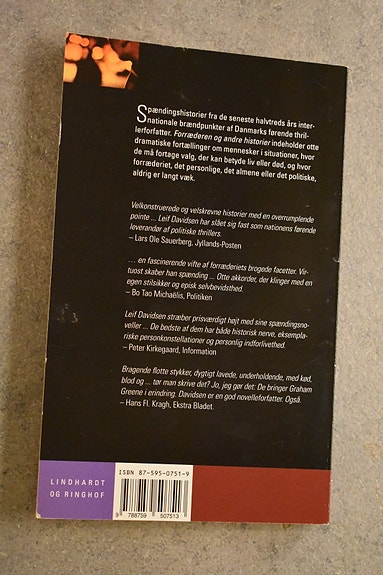 Spændingshistorier fra de seneste halvtreds års inter-
nationale brændpunkter af Danmarks førende thril-
lerforfatter. Forræderen og andre historier indeholder otte
dramatiske fortællinger om mennesker i situationer, hvor
de må fortage valg, der kan betyde liv eller død, og hvor
forræderiet, det personlige, det almene eller det politiske,
aldrig er langt væk.
Velkonstruerede og velskrevne historier med en overrumplende
pointe ... Leif Davidsen har slået sig fast som nationens førende
leverandør af politiske thrillers.
– Lars Ole Sauerberg, Jyllands-Posten
... en fascinerende vifte af forræderiets brogede facetter. Vir-
tuost skaber han spænding ... Otte akkorder, der klinger med en
egen stilsikker og episk selvbevidsthed.
– Bo Tao Michaëlis, Politiken
Leif Davidsen stræber prisværdigt højt med sine spændingsno-
veller ... De bedste af dem har både historisk nerve, eksempla-
riske personkonstellationer og personlig indforlivethed.
– Peter Kirkegaard, Information
Bragende flotte stykker, dygtigt lavede, underholdende, med kød,
blod og ... tør man skrive det? Jo, jeg gør det: De bringer Graham
Greene i erindring. Davidsen er en god novelleforfatter. Også.
– Hans Fl. Kragh, Ekstra Bladet.
ISBN 87-595-0751-9
LINDHARDT
OG RINGHOF
9 788759 507513